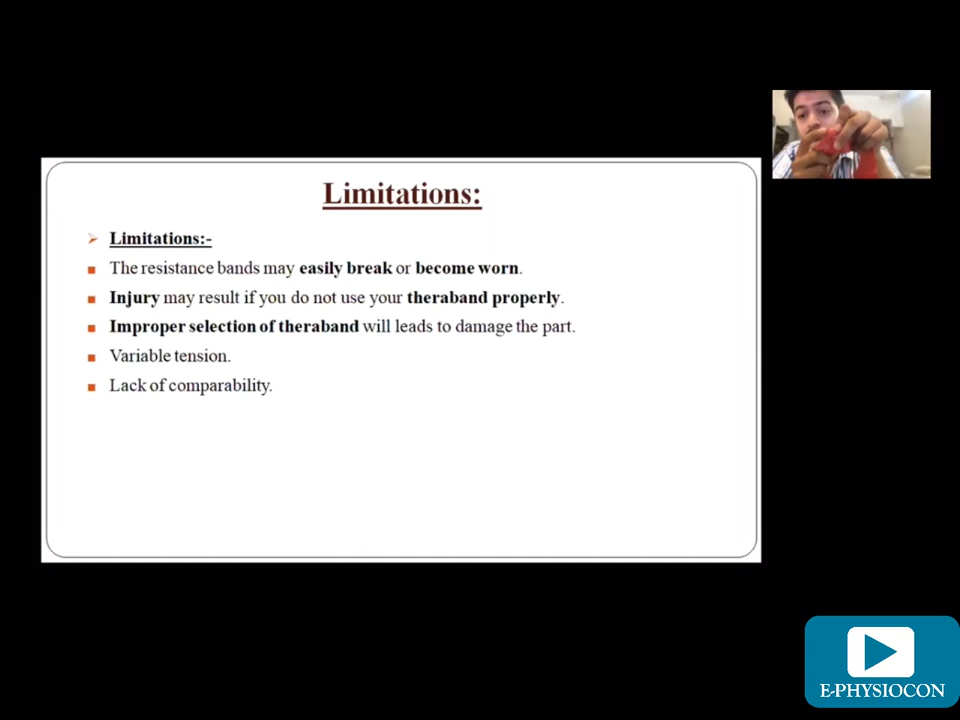 Limitations:
Limitations:-
The resistance bands may easily break or become worn.
Injury may result if you do not use your theraband properly.
Improper selection of theraband will leads to damage the part.
Variable tension.
Lack of comparability.
E-PHYSIOCON